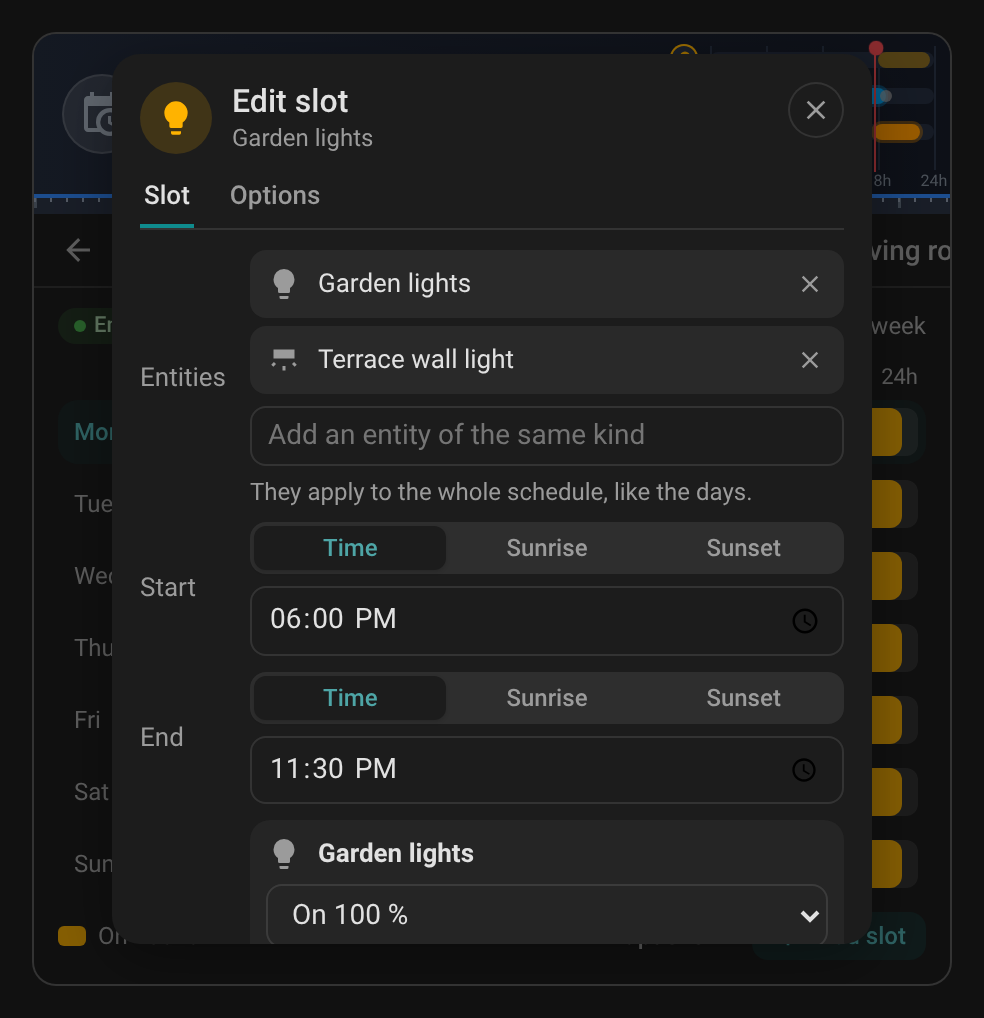 Edit slot
Garden lights
Slot
Options
8h
24h
ving ro
week
24h
Entities
Garden lights
Terrace wall light
Add an entity of the same kind
They apply to the whole schedule, like the days.
Start
Time
Sunrise
Sunset
06:00 PM
End
Time
Sunrise
Sunset
11:30 PM
Garden lights
On 100 %
Tue
Thu
Fri
Sat
Sun
slot